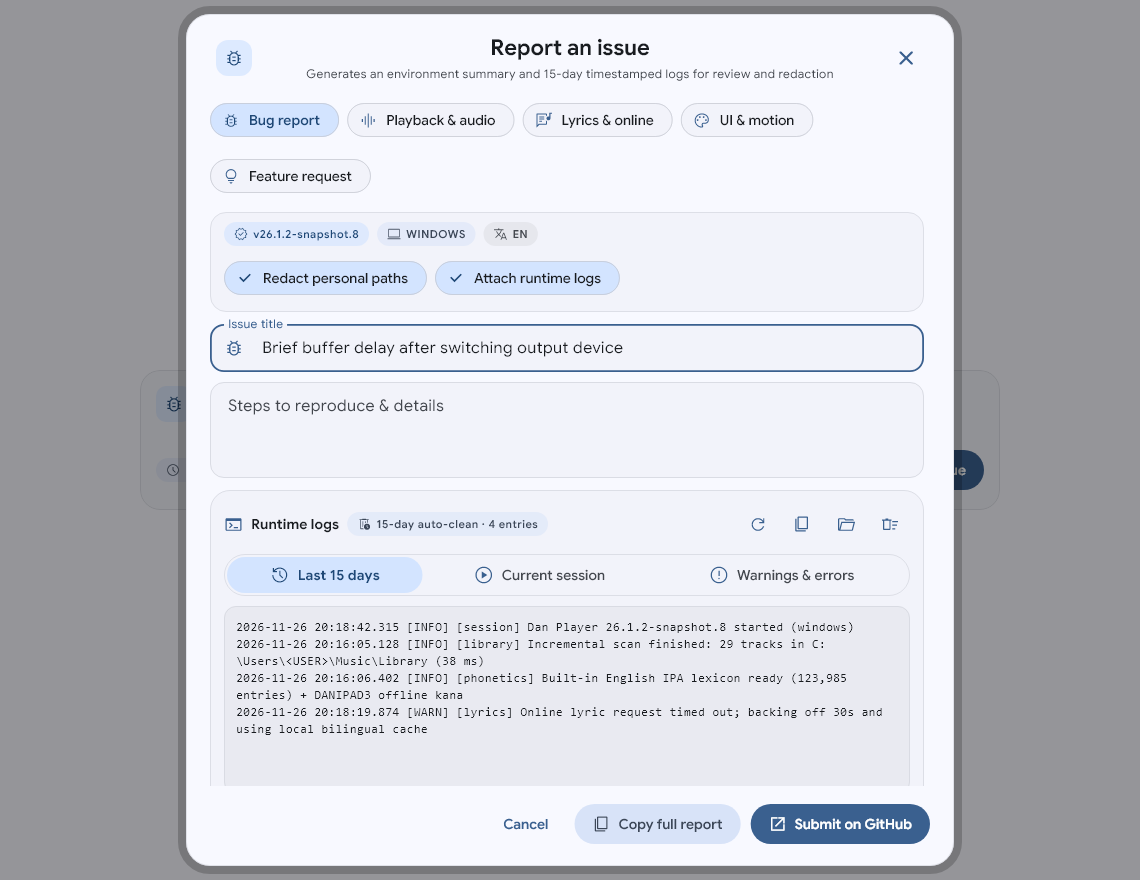 Report an issue
Generates an environment summary and 15-day timestamped logs for review and redaction
Bug report
Playback & audio
Lyrics & online
UI & motion
Feature request
v26.1.2-snapshot.8
WINDOWS
EN
Redact personal paths
Attach runtime logs
Issue title
Brief buffer delay after switching output device
Steps to reproduce & details
ue
Runtime logs
15-day auto-clean · 4 entries
Last 15 days
Current session
Warnings & errors
2026-11-26 20:18:42.315 [INFO] [session] Dan Player 26.1.2-snapshot.8 started (windows)
2026-11-26 20:16:05.128 [INFO] [library] Incremental scan finished: 29 tracks in C:
\Users\<USER>\Music\Library (38 ms)
2026-11-26 20:16:06.402 [INFO] [phonetics] Built-in English IPA lexicon ready (123,985
entries) + DANIPAD3 offline kana
2026-11-26 20:18:19.874 [WARN] [lyrics] Online lyric request timed out; backing off 30s and
using local bilingual cache
Cancel
Copy full report
Submit on GitHub